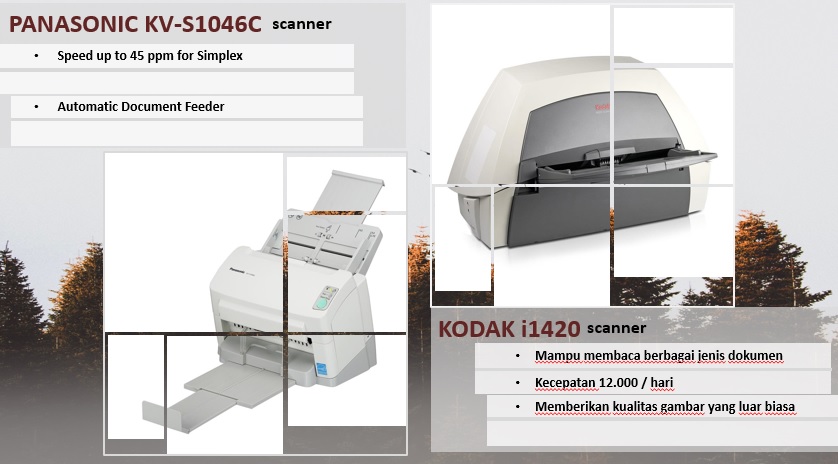 PANASONIC KV-S1046C scanner
• Speed up to 45 ppm for Simplex
• Automatic Document Feeder
Panasonic
KODAK i1420 scanner
• Mampu membaca berbagai jenis dokumen
• Kecepatan 12.000 / hari
• Memberikan kualitas gambar yang luar biasa